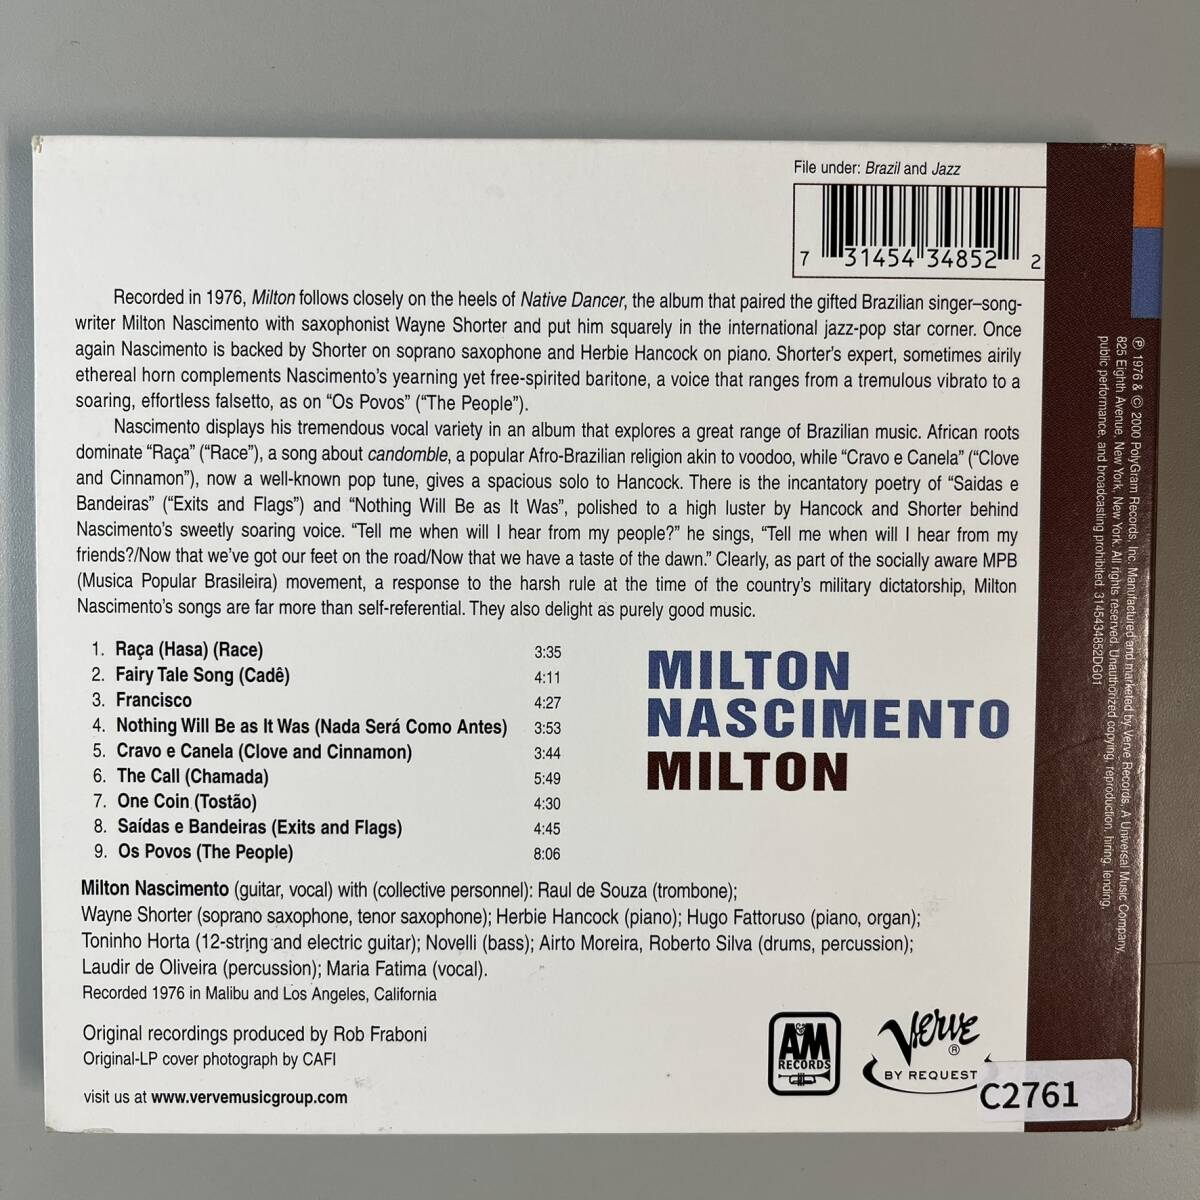 File under: Brazil and Jazz
7 31454 34852 2
Recorded in 1976, Milton follows closely on the heels of Native Dancer, the album that paired the gifted Brazilian singer–song-
writer Milton Nascimento with saxophonist Wayne Shorter and put him squarely in the international jazz-pop star corner. Once
again Nascimento is backed by Shorter on soprano saxophone and Herbie Hancock on piano. Shorter's expert, sometimes airily
ethereal horn complements Nascimento's yearning yet free-spirited baritone, a voice that ranges from a tremulous vibrato to a
soaring, effortless falsetto, as on “Os Povos” (“The People”).
Nascimento displays his tremendous vocal variety in an album that explores a great range of Brazilian music. African roots
dominate “Raça” (“Race”), a song about candomble, a popular Afro-Brazilian religion akin to voodoo, while “Cravo e Canela” (“Clove
and Cinnamon”), now a well-known pop tune, gives a spacious solo to Hancock. There is the incantatory poetry of “Saidas e
Bandeiras” (“Exits and Flags”) and “Nothing Will Be as It Was”, polished to a high luster by Hancock and Shorter behind
Nascimento's sweetly soaring voice. “Tell me when will I hear from my people?” he sings, “Tell me when will I hear from my
friends?/Now that we've got our feet on the road/Now that we have a taste of the dawn.” Clearly, as part of the socially aware MPB
(Musica Popular Brasileira) movement, a response to the harsh rule at the time of the country's military dictatorship, Milton
Nascimento's songs are far more than self-referential. They also delight as purely good music.
1. Raça (Hasa) (Race) 3:35
2. Fairy Tale Song (Cadê) 4:11
3. Francisco 4:27
4. Nothing Will Be as It Was (Nada Será Como Antes) 3:53
5. Cravo e Canela (Clove and Cinnamon) 3:44
6. The Call (Chamada) 5:49
7. One Coin (Tostão) 4:30
8. Saídas e Bandeiras (Exits and Flags) 4:45
9. Os Povos (The People) 8:06
MILTON
NASCIMENTO
MILTON
Milton Nascimento (guitar, vocal) with (collective personnel): Raul de Souza (trombone);
Wayne Shorter (soprano saxophone, tenor saxophone); Herbie Hancock (piano); Hugo Fattoruso (piano, organ);
Toninho Horta (12-string and electric guitar); Novelli (bass); Airto Moreira, Roberto Silva (drums, percussion);
Laudir de Oliveira (percussion); Maria Fatima (vocal).
Recorded 1976 in Malibu and Los Angeles, California
Original recordings produced by Rob Fraboni
Original-LP cover photograph by CAFI
visit us at www.vervemusicgroup.com
A&M
RECORDS
Verve ®
BY REQUEST
C2761
℗ 1976 & © 2000 PolyGram Records, Inc. Manufactured and marketed by Verve Records, A Universal Music Company,
825 Eighth Avenue, New York, New York. All rights reserved. Unauthorized copying, reproduction, hiring, lending,
public performance, and broadcasting prohibited. 3145434852DG01